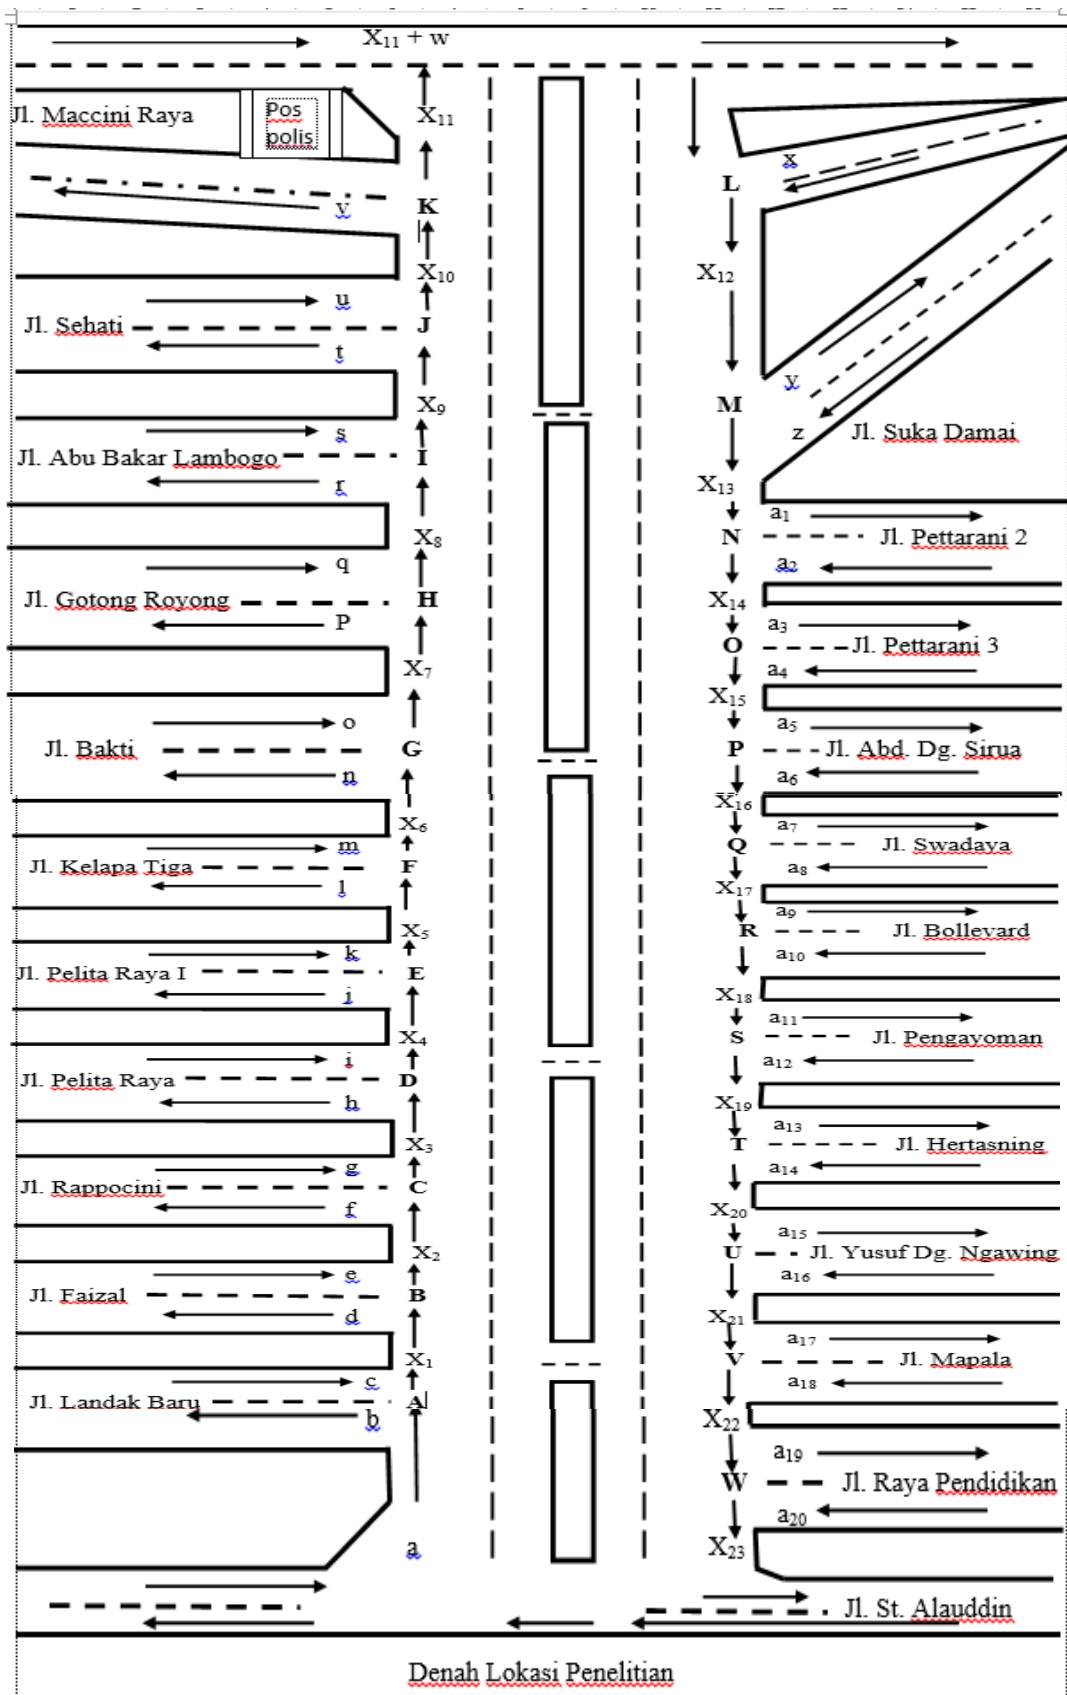 X11 + w
X11
Jl. Maccini Raya
Pos
polis
x
L
v
K
X10
X12
u
Jl. Sehati
J
t
y
X9
M
s
z
Jl. Suka Damai
Jl. Abu Bakar Lambogo
I
r
X13
a1
X8
N
Jl. Pettarani 2
q
a2
Jl. Gotong Royong
H
X14
P
a3
O
Jl. Pettarani 3
X7
a4
X15
o
a5
Jl. Bakti
G
P
Jl. Abd. Dg. Sirua
n
a6
X16
X6
a7
m
Q
Jl. Swadaya
Jl. Kelapa Tiga
F
a8
l
X17
a9
X5
R
Jl. Bollevard
k
a10
Jl. Pelita Raya I
E
j
X18
a11
X4
S
Jl. Pengayoman
i
a12
Jl. Pelita Raya
D
h
X19
a13
X3
T
Jl. Hertasning
g
a14
Jl. Rappocini
C
f
X20
a15
X2
U
Jl. Yusuf Dg. Ngawing
e
a16
Jl. Faizal
B
d
X21
a17
X1
V
Jl. Mapala
c
a18
Jl. Landak Baru
A
b
X22
a19
W
Jl. Raya Pendidikan
a20
a
X23
Jl. St. Alauddin
Denah Lokasi Penelitian